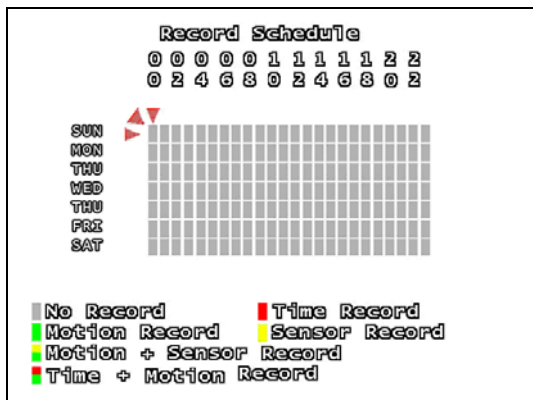 Record Schedule
0 0 0 0 0 1 1 1 1 1 2 2
0 2 4 6 8 0 2 4 6 8 0 2
SUN
MON
THU
WED
THU
FRI
SAT
No Record Time Record
Motion Record Sensor Record
Motion + Sensor Record
Time + Motion Record